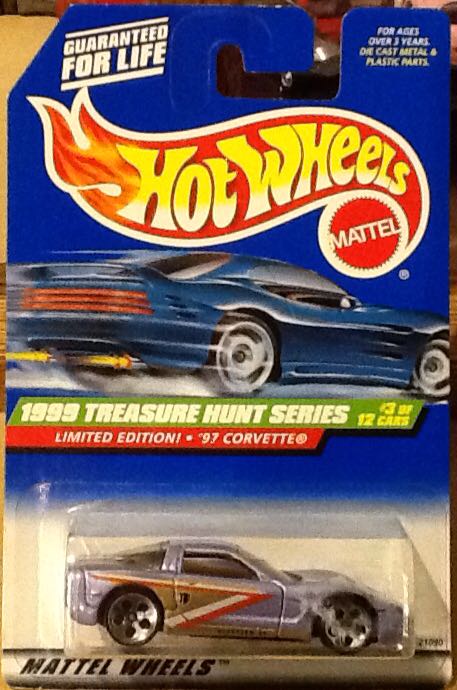 GUARANTEED
FOR LIFE
FOR AGES
OVER 3 YEARS.
DIE CAST METAL &
PLASTIC PARTS.
HOT WHEELS
MATTEL
®
1999 TREASURE HUNT SERIES #3 OF
12 CARS
LIMITED EDITION! • '97 CORVETTE®
MATTEL WHEELS™